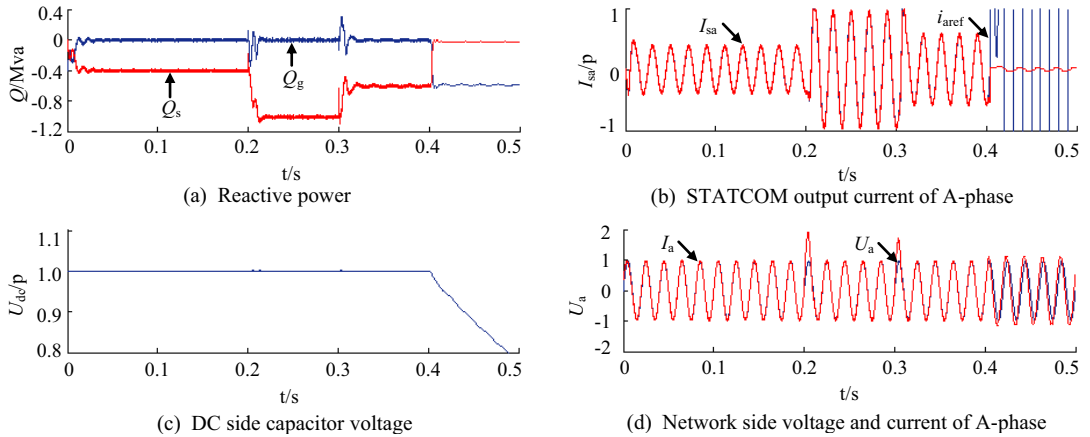 Q/Mva
0
-0.4
-0.8
-1.2
Qg
Qs
0 0.1 0.2 0.3 0.4 0.5
t/s
(a) Reactive power
Isa/p
1
0
-1
Isa
iaref
0 0.1 0.2 0.3 0.4 0.5
t/s
(b) STATCOM output current of A-phase
Udc/p
1.1
1.0
0.9
0.8
0 0.1 0.2 0.3 0.4 0.5
t/s
(c) DC side capacitor voltage
Ua
2
1
0
-1
-2
Ia
Ua
0 0.1 0.2 0.3 0.4 0.5
t/s
(d) Network side voltage and current of A-phase